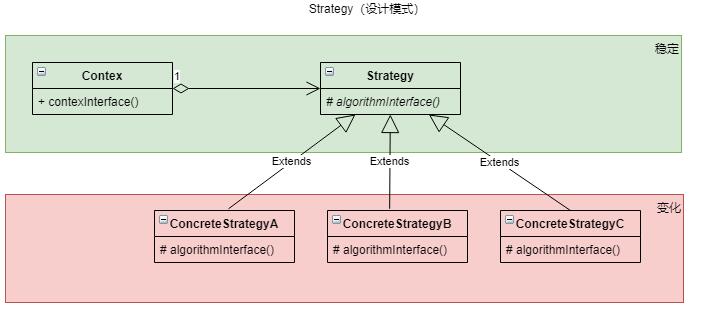 Strategy（设计模式）
稳定
Contex
1
Strategy
+ contexInterface()
# algorithmInterface()
Extends
Extends
Extends
变化
ConcreteStrategyA
ConcreteStrategyB
ConcreteStrategyC
# algorithmInterface()
# algorithmInterface()
# algorithmInterface()